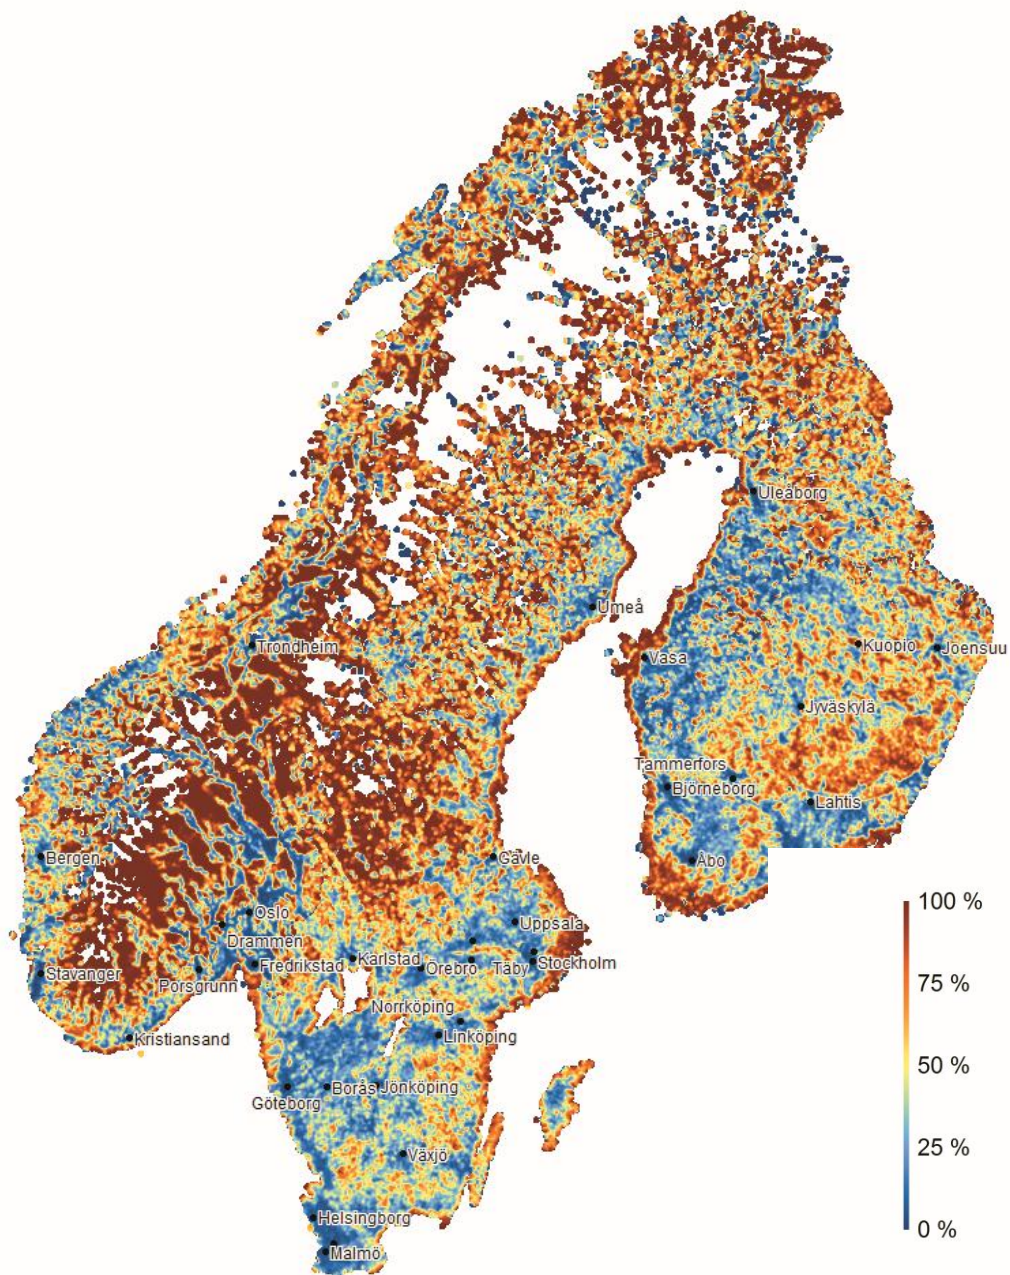 Uleåborg
Umeå
Trondheim
Vasa
Kuopio
Joensuu
Jyväskylä
Tammerfors
Björneborg
Lahtis
Bergen
Gävle
Åbo
100 %
Oslo
Uppsala
Drammen
Karlstad
Fredrikstad
Örebro
Täby
Stockholm
Stavanger
Porsgrunn
75 %
Norrköping
Kristiansand
Linköping
50 %
Borås
Jönköping
Göteborg
25 %
Växjö
Helsingborg
0 %
Malmö